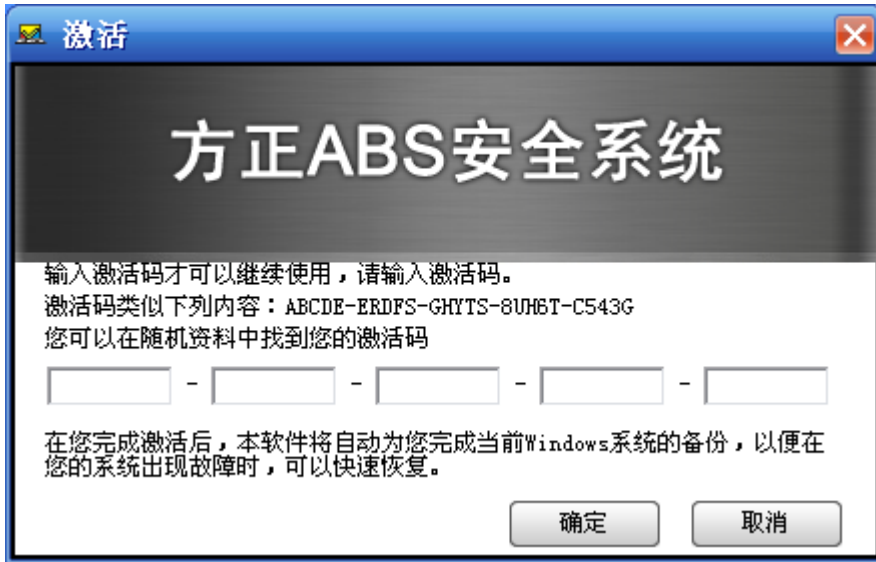 激活
方正ABS安全系统
输入激活码才可以继续使用，请输入激活码。
激活码类似下列内容：ABCDE-ERDFS-GHYTS-8UH6T-C543G
您可以在随机资料中找到您的激活码
- - - -
在您完成激活后，本软件将自动为您完成当前Windows系统的备份，以便在
您的系统出现故障时，可以快速恢复。
确定 取消